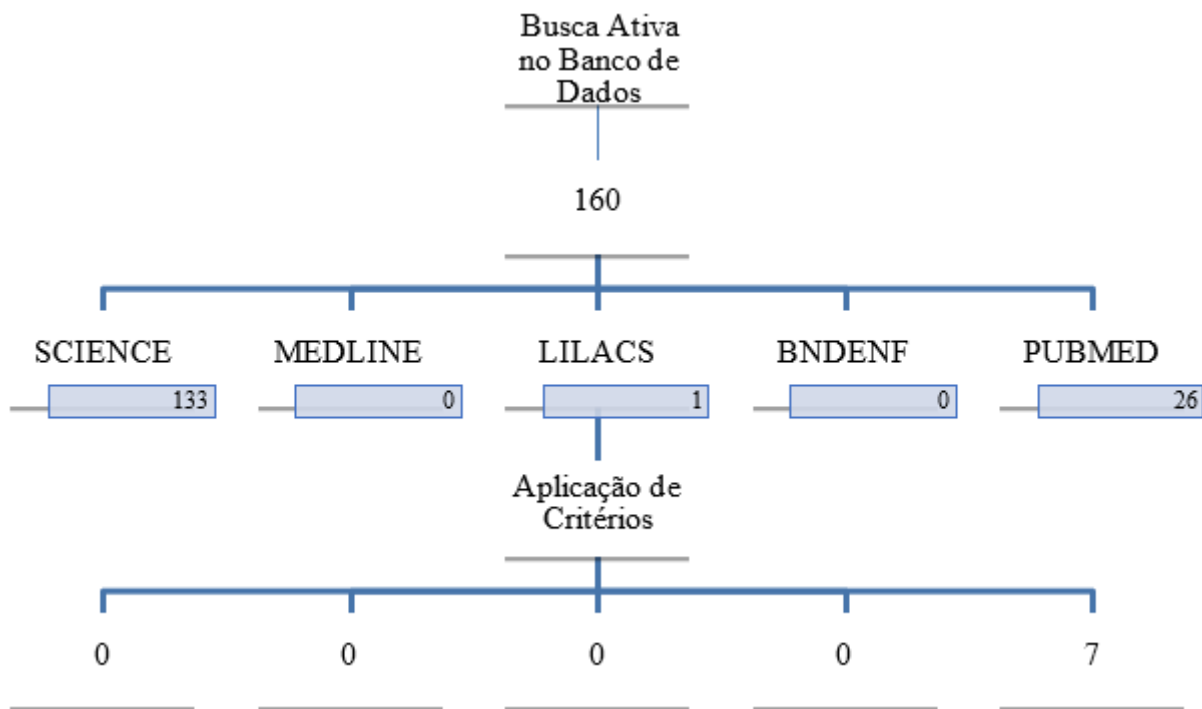 Busca Ativa
no Banco de
Dados
160
SCIENCE
MEDLINE
LILACS
BNDENF
PUBMED
133
0
1
0
26
Aplicação de
Critérios
0
0
0
0
7